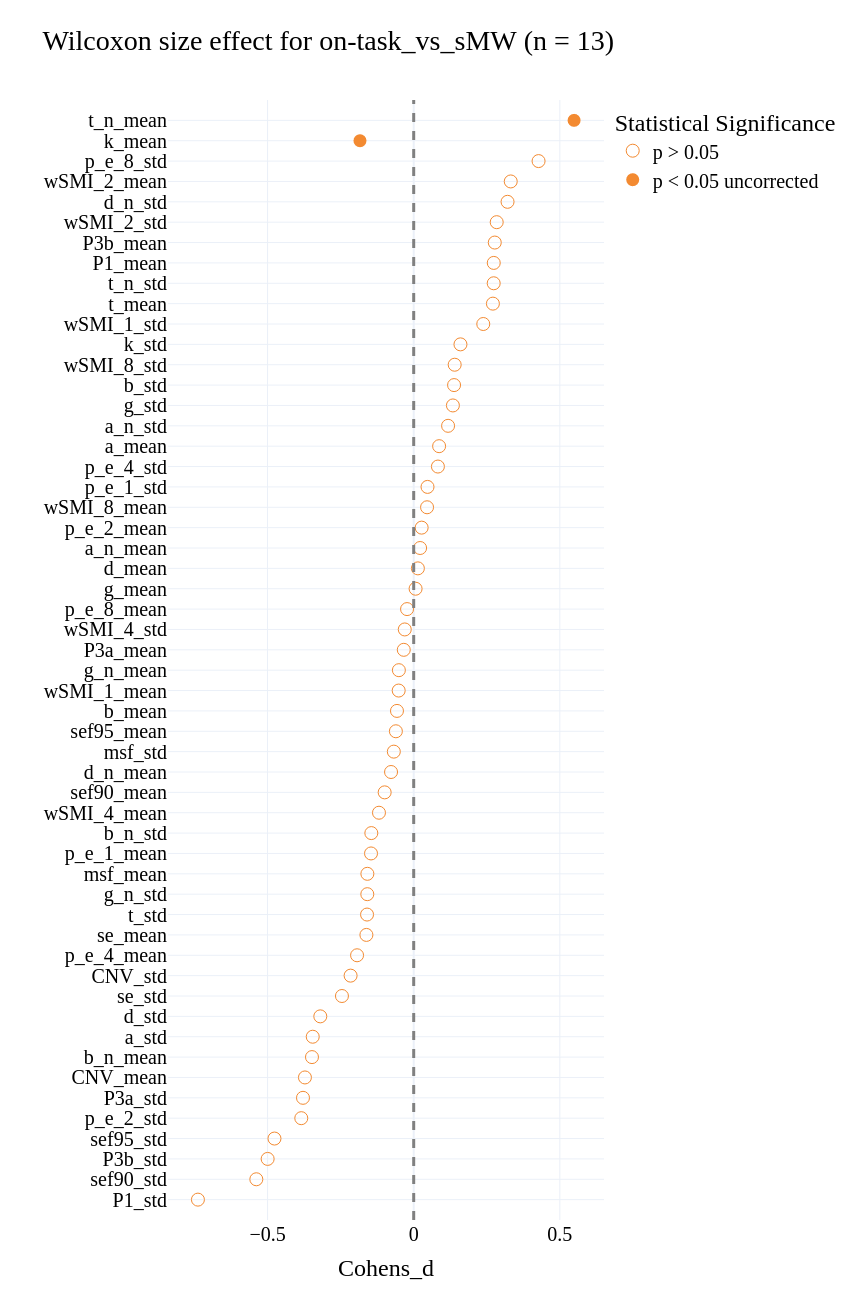 Wilcoxon size effect for on-task_vs_sMW (n = 13)
Statistical Significance
p > 0.05
p < 0.05 uncorrected
t_n_mean
k_mean
p_e_8_std
wSMI_2_mean
d_n_std
wSMI_2_std
P3b_mean
P1_mean
t_n_std
t_mean
wSMI_1_std
k_std
wSMI_8_std
b_std
g_std
a_n_std
a_mean
p_e_4_std
p_e_1_std
wSMI_8_mean
p_e_2_mean
a_n_mean
d_mean
g_mean
p_e_8_mean
wSMI_4_std
P3a_mean
g_n_mean
wSMI_1_mean
b_mean
sef95_mean
msf_std
d_n_mean
sef90_mean
wSMI_4_mean
b_n_std
p_e_1_mean
msf_mean
g_n_std
t_std
se_mean
p_e_4_mean
CNV_std
se_std
d_std
a_std
b_n_mean
CNV_mean
P3a_std
p_e_2_std
sef95_std
P3b_std
sef90_std
P1_std
−0.5 0 0.5
Cohens_d